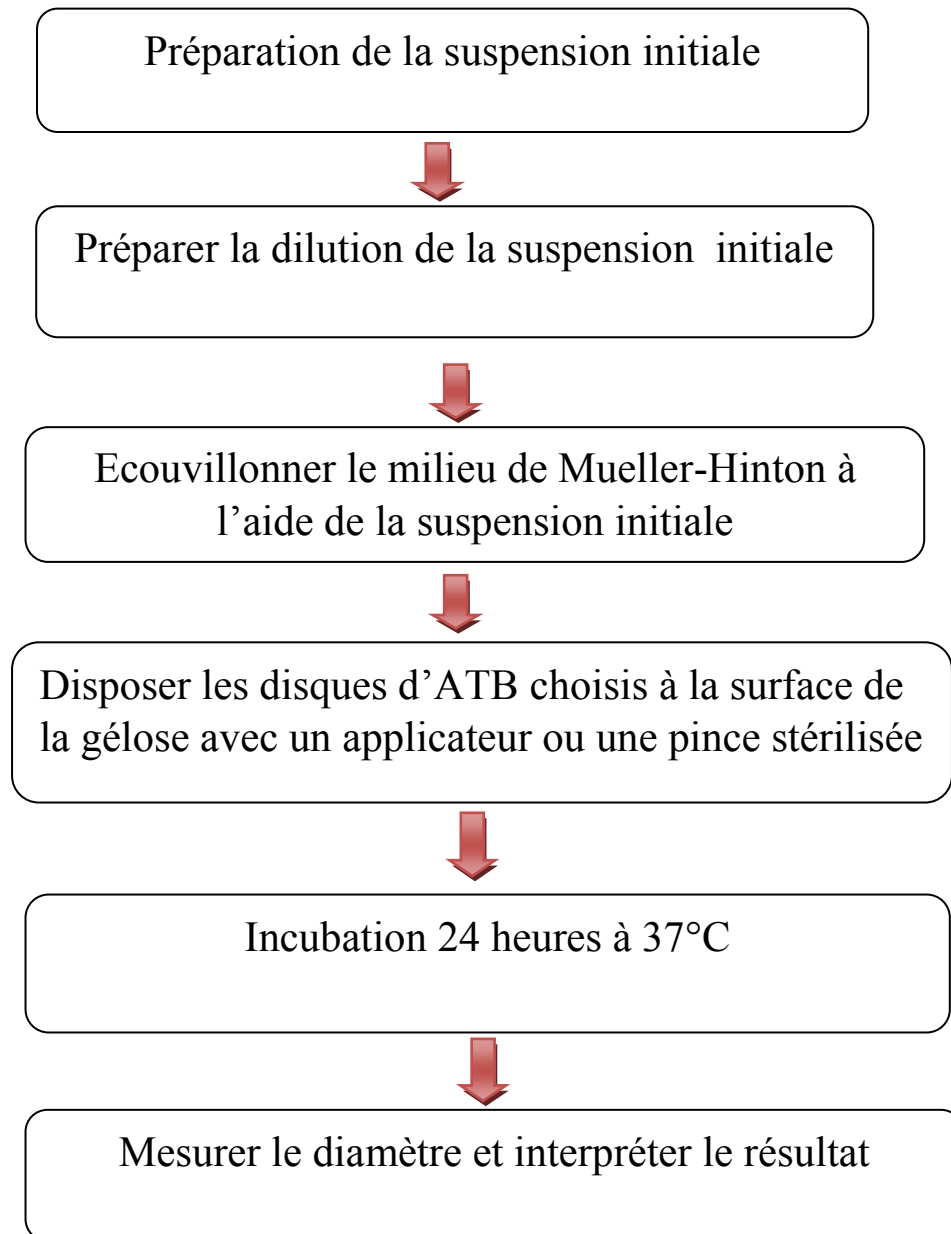 Préparation de la suspension initiale
Préparer la dilution de la suspension initiale
Ecouvillonner le milieu de Mueller-Hinton à
l’aide de la suspension initiale
Disposer les disques d’ATB choisis à la surface de
la gélose avec un applicateur ou une pince stérilisée
Incubation 24 heures à 37°C
Mesurer le diamètre et interpréter le résultat